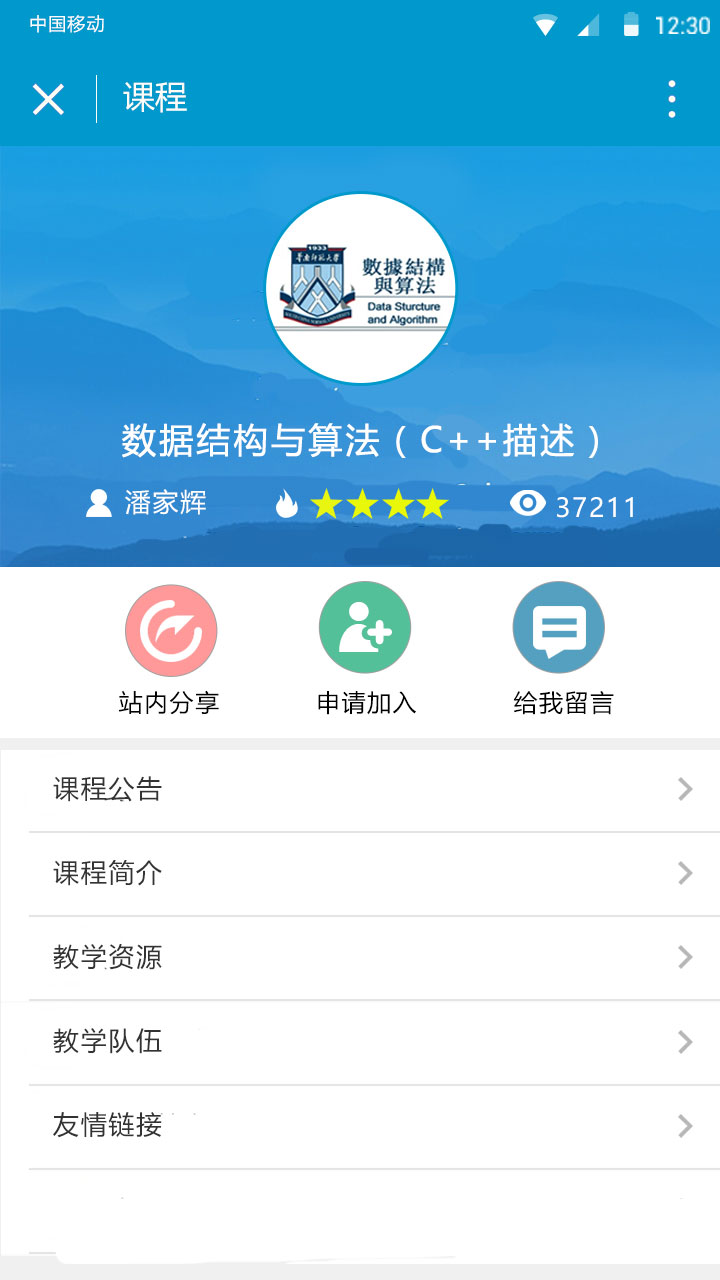 中国移动
12:30
课程
1933
華南師範大學
數據結構
與算法
Data Sturcture
and Algorithm
数据结构与算法（C++描述）
潘家辉
37211
站内分享
申请加入
给我留言
课程公告
课程简介
教学资源
教学队伍
友情链接